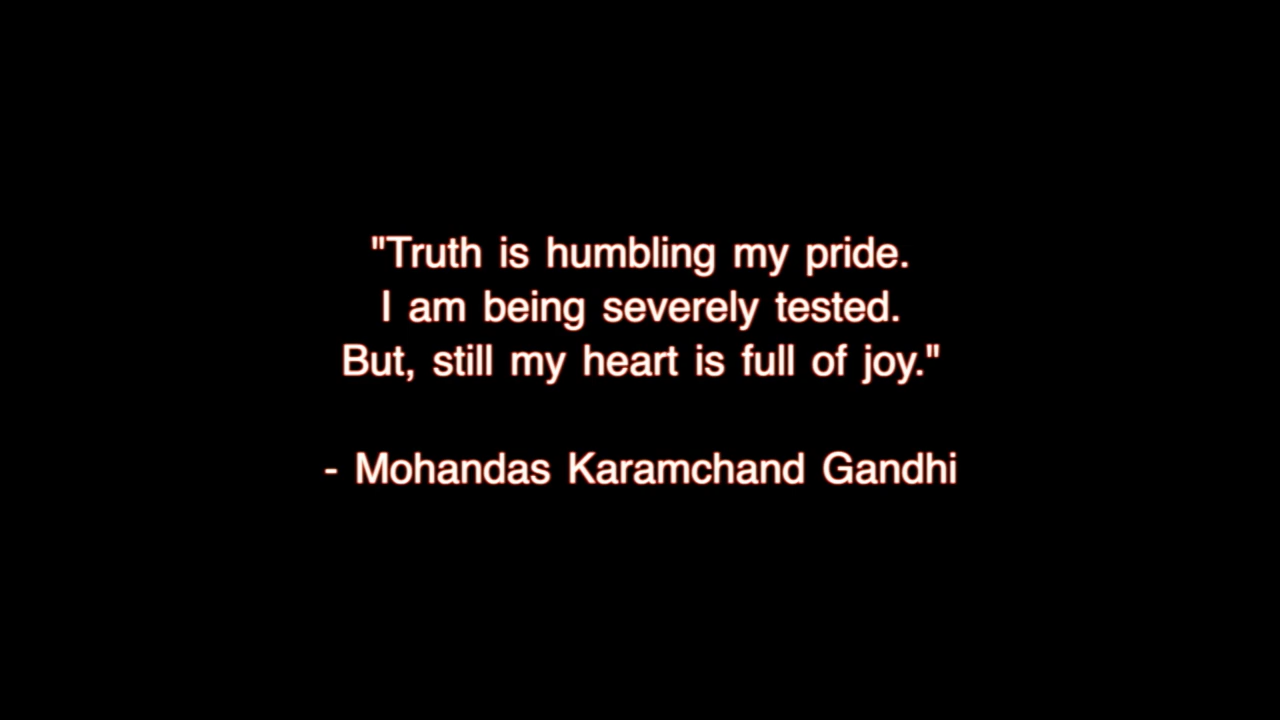 "Truth is humbling my pride.
I am being severely tested.
But, still my heart is full of joy."
- Mohandas Karamchand Gandhi